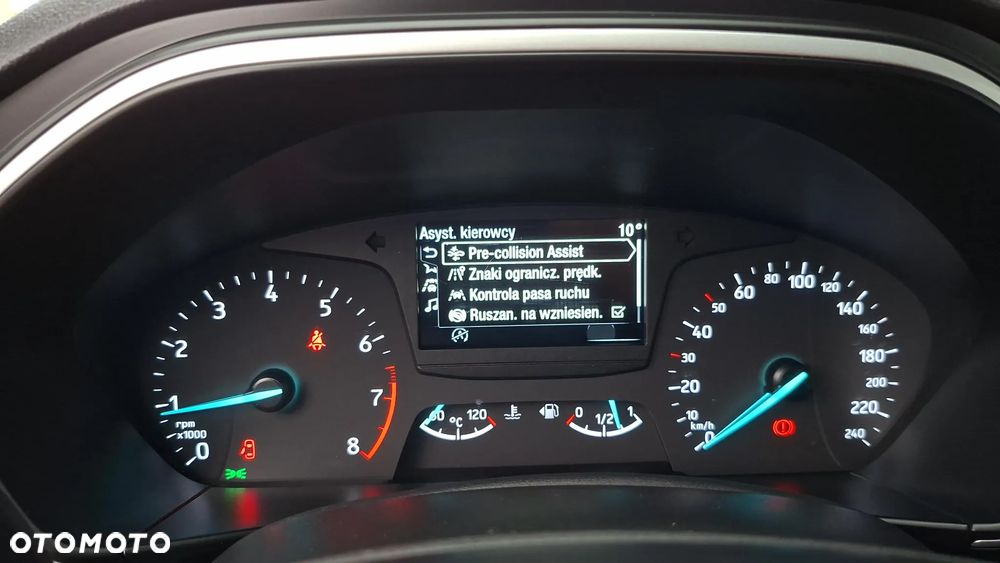 Asyst. kierowcy 10°
Pre-collision Assist
Znaki ogranicz. prędk.
Kontrola pasa ruchu
Ruszan. na wzniesien.
0 1 2 3 4 5 6 7 8
rpm
x1000
60 °C 120
0 1/2 1
0 10 20 30 40 50 60 80 100 120 140 160 180 200 220 240
km/h
OTOMOTO